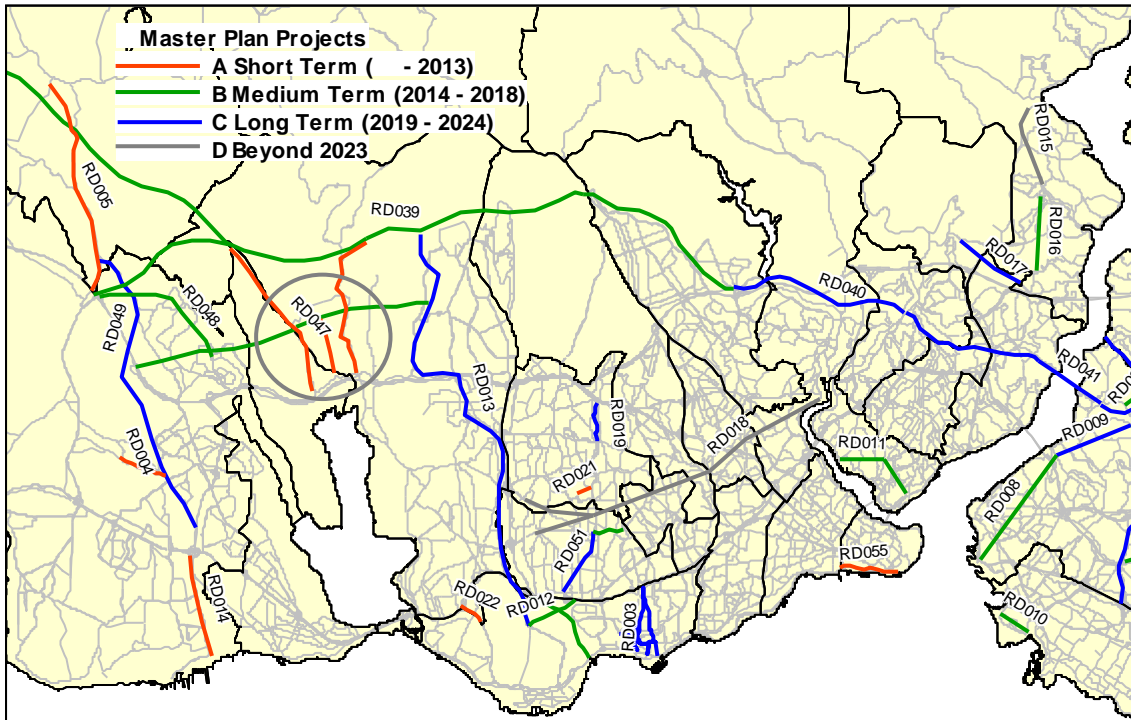 Master Plan Projects
A Short Term ( - 2013)
B Medium Term (2014 - 2018)
C Long Term (2019 - 2024)
D Beyond 2023
RD015
RD005
RD039
RD016
RD017
RD040
RD049
RD048
RD047
RD041
RD013
RD019
RD018
RD009
RD011
RD004
RD021
RD008
RD051
RD055
RD014
RD022
RD012
RD003
RD010